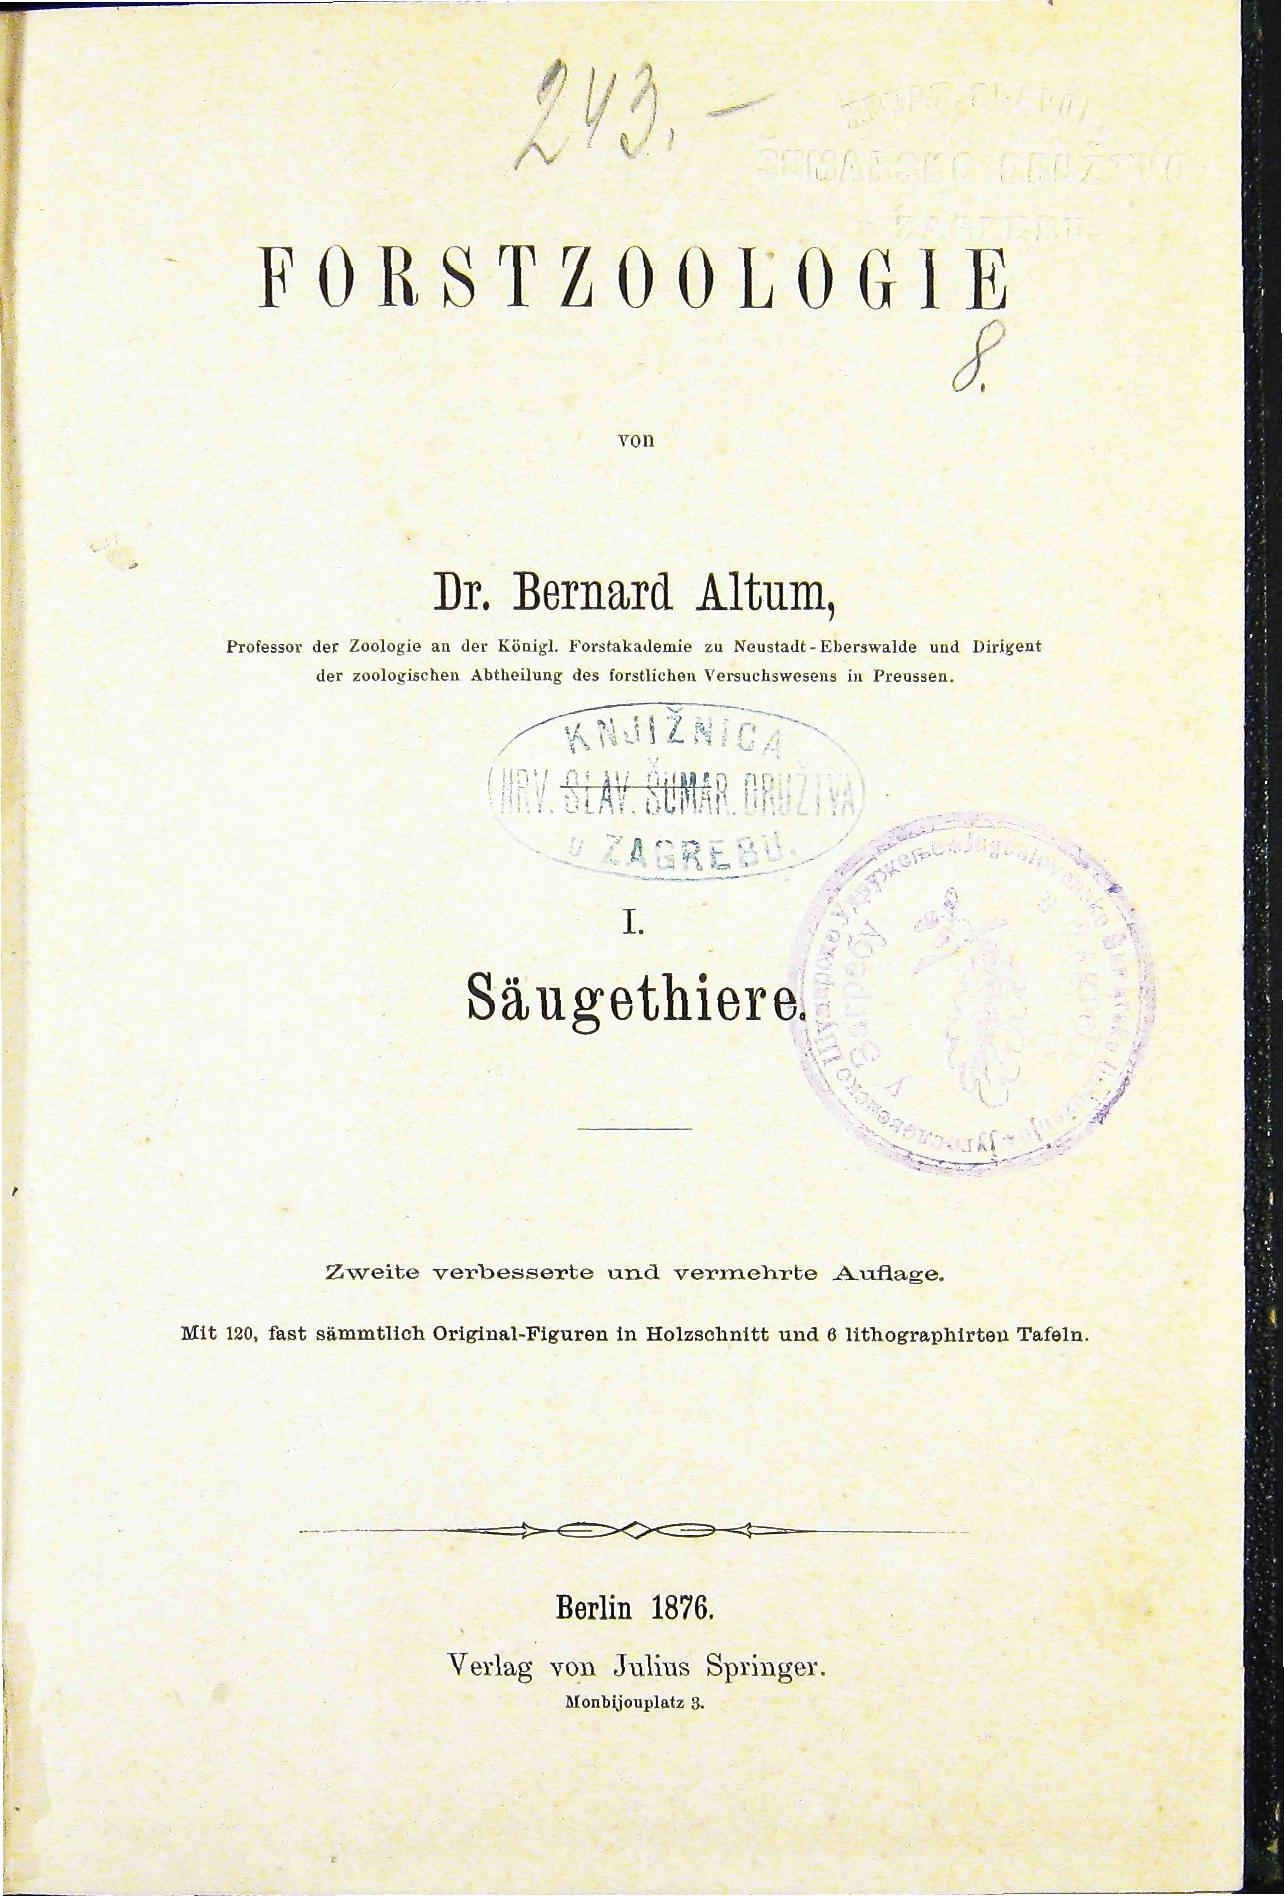 243. –
FORSTZOOLOGIE
8.
von
Dr. Bernard Altum,
Professor der Zoologie an der Königl. Forstakademie zu Neustadt-Eberswalde und Dirigent
der zoologischen Abtheilung des forstlichen Versuchswesens in Preussen.
KNJIŽNICA
HRV. SLAV. ŠUMAR. DRUŽTVA
U ZAGREBU.
I.
Säugethiere.
Zweite verbesserte und vermehrte Auflage.
Mit 120, fast sämmtlich Original-Figuren in Holzschnitt und 6 lithographirten Tafeln.
Berlin 1876.
Verlag von Julius Springer.
Monbijouplatz 3.